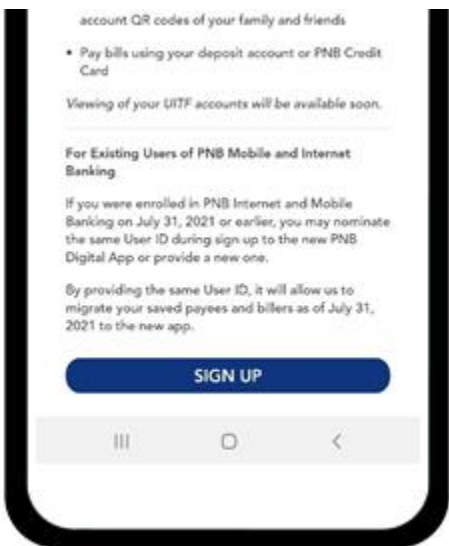 account QR codes of your family and friends
• Pay bills using your deposit account or PNB Credit
Card
Viewing of your UITF accounts will be available soon.
For Existing Users of PNB Mobile and Internet
Banking
If you were enrolled in PNB Internet and Mobile
Banking on July 31, 2021 or earlier, you may nominate
the same User ID during sign up to the new PNB
Digital App or provide a new one.
By providing the same User ID, it will allow us to
migrate your saved payees and billers as of July 31,
2021 to the new app.
SIGN UP